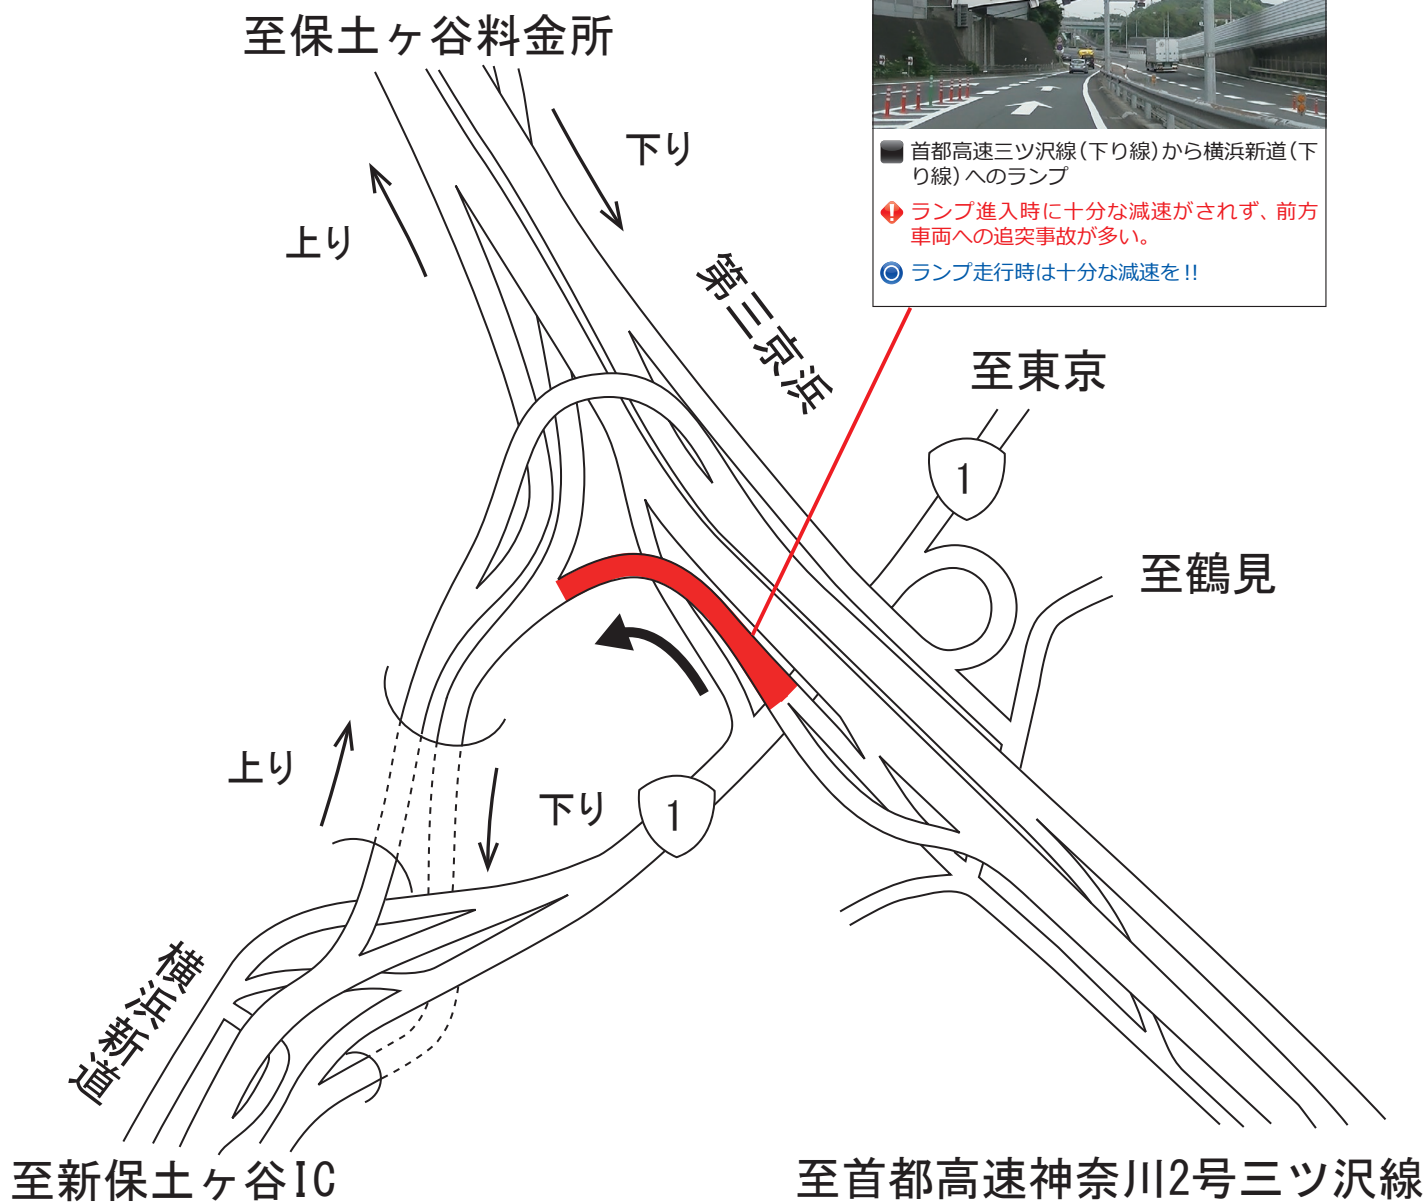 至保土ヶ谷料金所
下り
上り
首都高速三ツ沢線(下り線)から横浜新道(下
り線)へのランプ
ランプ進入時に十分な減速がされず、前方
車両への追突事故が多い。
ランプ走行時は十分な減速を!!
第三京浜
至東京
1
至鶴見
上り
下り
1
横浜新道
至新保土ヶ谷IC
至首都高速神奈川2号三ツ沢線